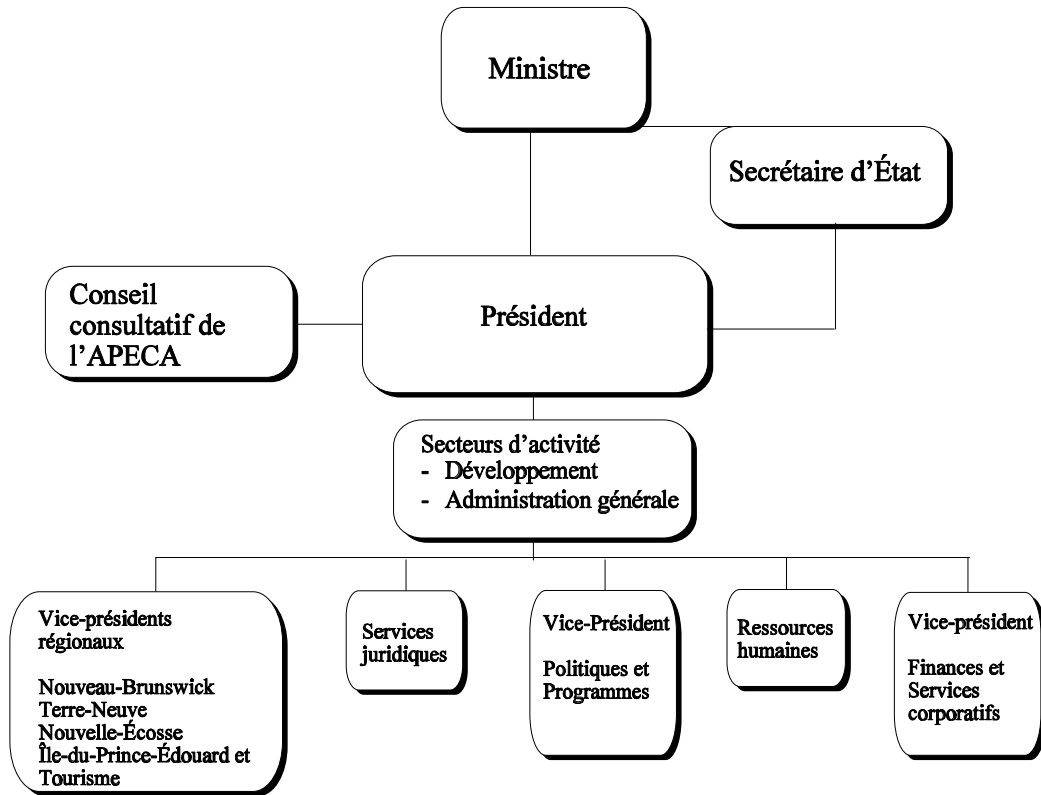 Ministre
Secrétaire d'État
Conseil
consultatif de
l'APECA
Président
Secteurs d'activité
- Développement
- Administration générale
Vice-présidents
régionaux
Nouveau-Brunswick
Terre-Neuve
Nouvelle-Écosse
Île-du-Prince-Édouard et
Tourisme
Services
juridiques
Vice-Président
Politiques et
Programmes
Ressources
humaines
Vice-président
Finances et
Services
corporatifs